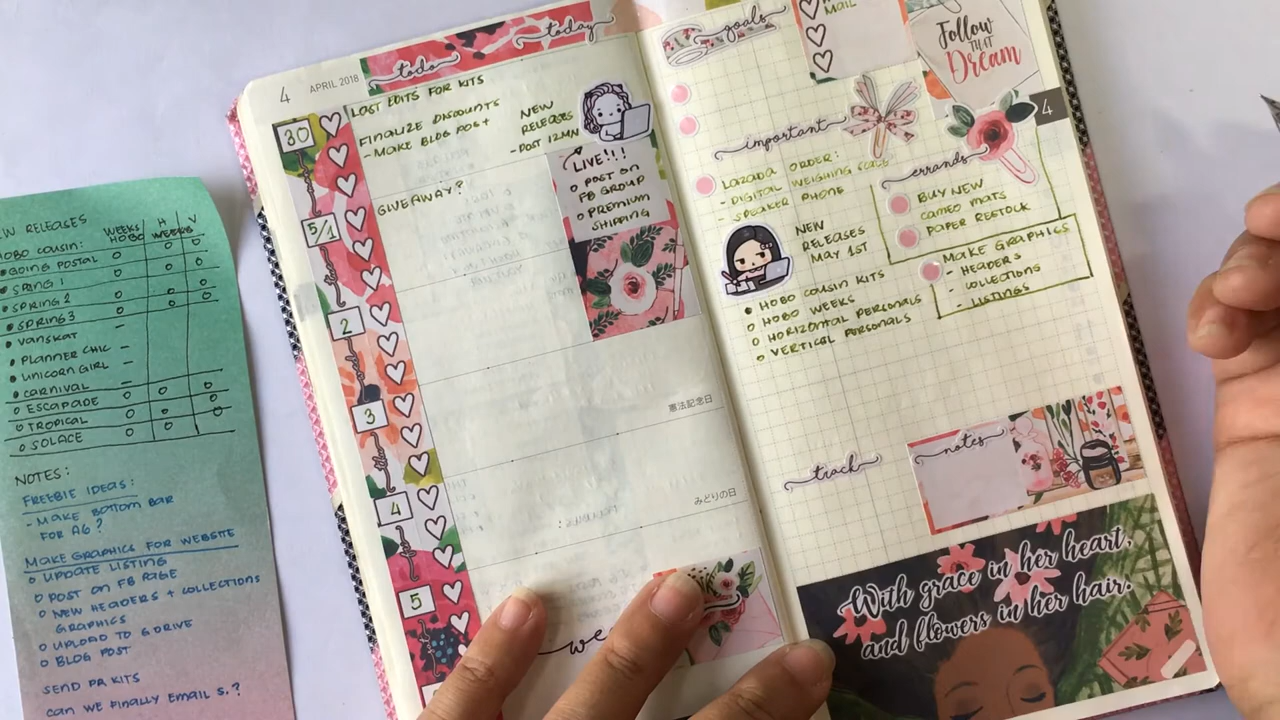 NEW RELEASES
WEEKS HOBO
H WEEKS
V
HOBO COUSIN:
GOING POSTAL
SPRING 1
SPRING 2
SPRING 3
VANSKAT
PLANNER CHIC
UNICORN GIRL
CARNIVAL
ESCAPADE
TROPICAL
SOLACE
NOTES:
FREEBIE IDEAS:
- MAKE BOTTOM BAR
FOR A6?
MAKE GRAPHICS FOR WEBSITE
UPDATE LISTING
POST ON FB PAGE
NEW HEADERS + COLLECTIONS
GRAPHICS
UPLOAD TO GDRIVE
BLOG POST
SEND PR KITS
CAN WE FINALLY EMAIL S.?
4 APRIL 2018
todo
today
30
LAST EDITS FOR KITS
FINALIZE DISCOUNTS
- MAKE BLOG POST
NEW
RELEASES
- POST 12MN
5/1
GIVEAWAY?
LIVE!!!
POST ON
FB GROUP
PREMIUM
SHIPPING
2
3
憲法記念日
4
みどりの日
5
goals
MAIL
Follow
THAT
Dream
4
important
LAZADA ORDER:
- DIGITAL WEIGHING SCALE
- SPEAKER PHONE
errands
BUY NEW
CAMEO MATS
PAPER RESTOCK
NEW
RELEASES
MAY 1ST
HOBO COUSIN KITS
HOBO WEEKS
HORIZONTAL PERSONALS
VERTICAL PERSONALS
MAKE GRAPHICS
- HEADERS
- COLLECTIONS
- LISTINGS
track
notes
With grace in her heart,
and flowers in her hair.